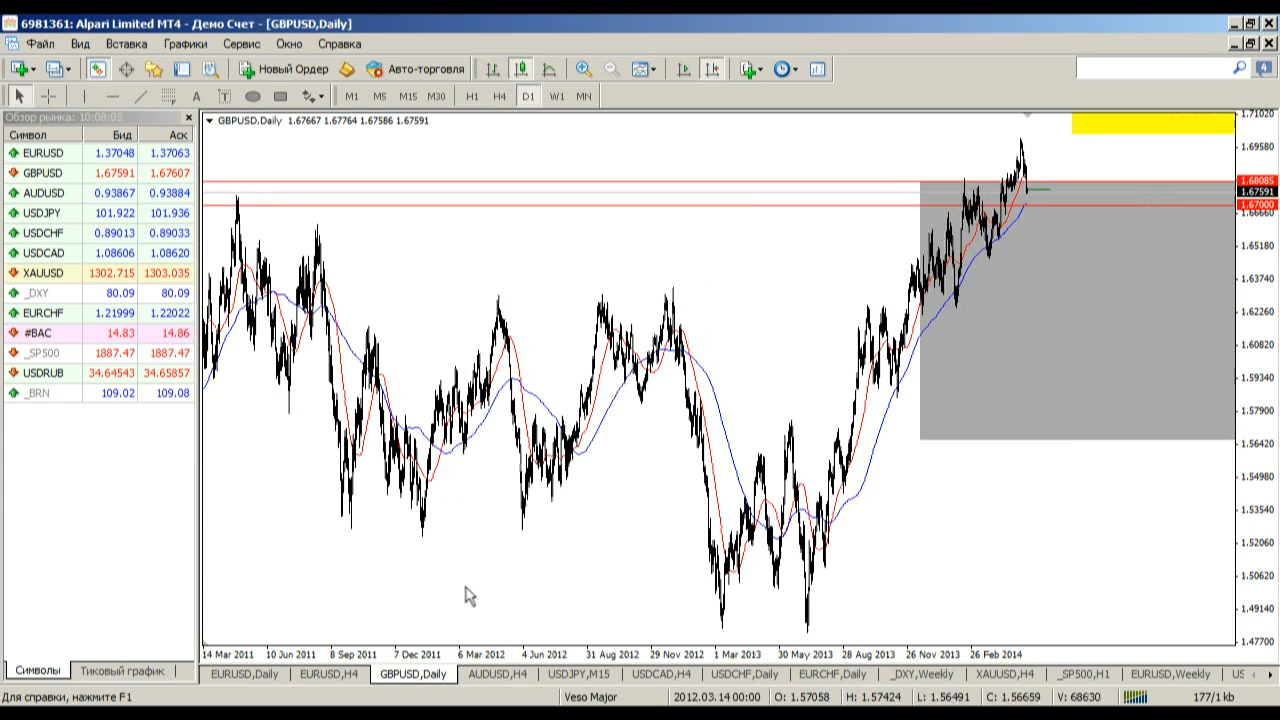 6981361: Alpari Limited MT4 - Демо Счет - [GBPUSD,Daily]
Файл Вид Вставка Графики Сервис Окно Справка
Новый Ордер Авто-торговля 4
A T M1 M5 M15 M30 H1 H4 D1 W1 MN
Обзор рынка: 10:08:05
Символ Бид Аск
EURUSD 1.37048 1.37063
GBPUSD 1.67591 1.67607
AUDUSD 0.93867 0.93884
USDJPY 101.922 101.936
USDCHF 0.89013 0.89033
USDCAD 1.08606 1.08620
XAUUSD 1302.715 1303.035
_DXY 80.09 80.09
EURCHF 1.21999 1.22022
#BAC 14.83 14.86
_SP500 1887.47 1887.47
USDRUB 34.64543 34.65857
_BRN 109.02 109.08
Символы Тиковый график
GBPUSD,Daily 1.67667 1.67764 1.67586 1.67591
1.71020
1.69580
1.68085
1.67591
1.67000
1.66660
1.65180
1.63740
1.62260
1.60820
1.59340
1.57900
1.56420
1.54980
1.53540
1.52060
1.50620
1.49140
1.47700
14 Mar 2011 10 Jun 2011 8 Sep 2011 7 Dec 2011 6 Mar 2012 4 Jun 2012 31 Aug 2012 29 Nov 2012 1 Mar 2013 30 May 2013 28 Aug 2013 26 Nov 2013 26 Feb 2014
EURUSD,Daily EURUSD,H4 GBPUSD,Daily AUDUSD,H4 USDJPY,M15 USDCAD,H4 USDCHF,Daily EURCHF,Daily _DXY,Weekly XAUUSD,H4 _SP500,H1 EURUSD,Weekly US
Для справки, нажмите F1 Veso Major 2012.03.14 00:00 O: 1.57058 H: 1.57424 L: 1.56491 C: 1.56659 V: 68630 177/1 kb